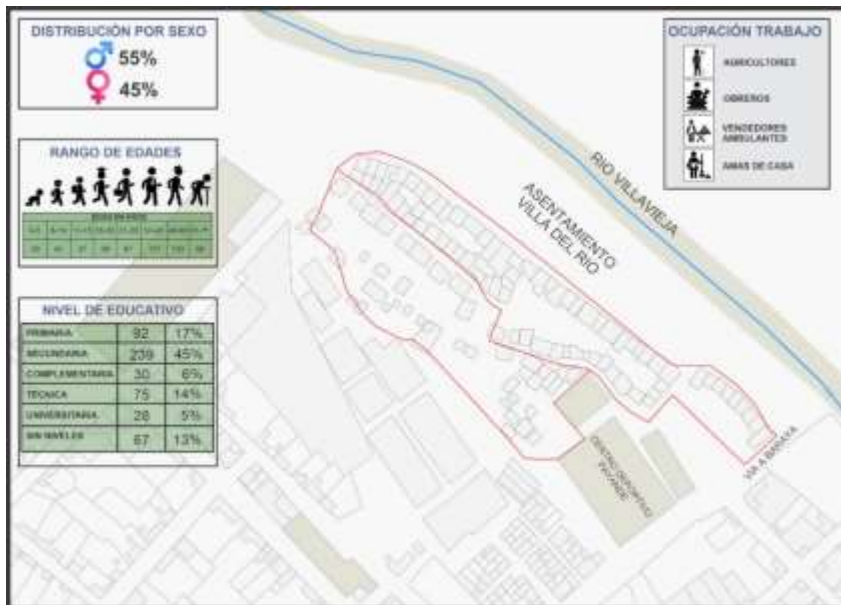 DISTRIBUCIÓN POR SEXO
55%
45%
RANGO DE EDADES
NIVEL DE EDUCATIVO
PRIMARIA 92 17%
SECUNDARIA 239 45%
COMPLEMENTARIA 30 6%
TECNICA 75 14%
UNIVERSITARIA 28 5%
SIN NIVELES 67 13%
OCUPACIÓN TRABAJO
AGRICULTORES
OBREROS
VENDEDORES
AMBULANTES
AMAS DE CASA
RIO VILLAVIEJA
ASENTAMIENTO
VILLA DEL RIO
CENTRO DEPORTIVO
VIA A BARAYA